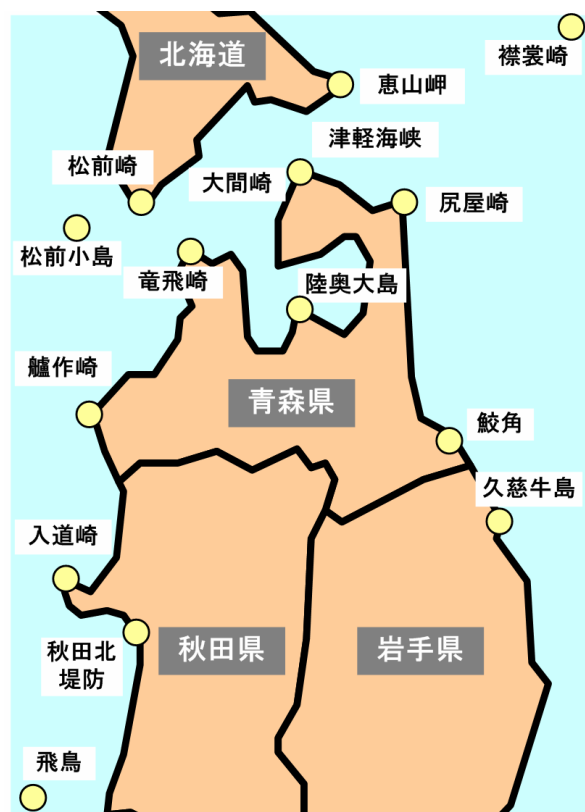 北海道
襟裳崎
恵山岬
津軽海峡
松前崎
大間崎
尻屋崎
松前小島
竜飛崎
陸奥大島
艫作崎
青森県
鮫角
久慈牛島
入道崎
秋田北
堤防
秋田県
岩手県
飛鳥